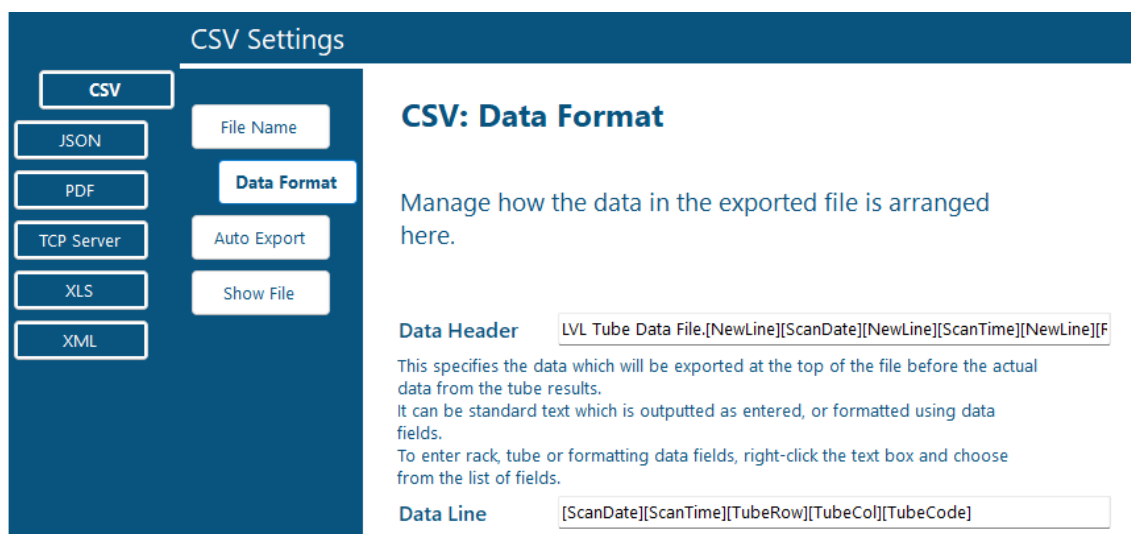 CSV Settings
CSV
JSON
PDF
TCP Server
XLS
XML
File Name
Data Format
Auto Export
Show File
CSV: Data Format
Manage how the data in the exported file is arranged
here.
Data Header
LVL Tube Data File.[NewLine][ScanDate][NewLine][ScanTime][NewLine][F
This specifies the data which will be exported at the top of the file before the actual
data from the tube results.
It can be standard text which is outputted as entered, or formatted using data
fields.
To enter rack, tube or formatting data fields, right-click the text box and choose
from the list of fields.
Data Line
[ScanDate][ScanTime][TubeRow][TubeCol][TubeCode]